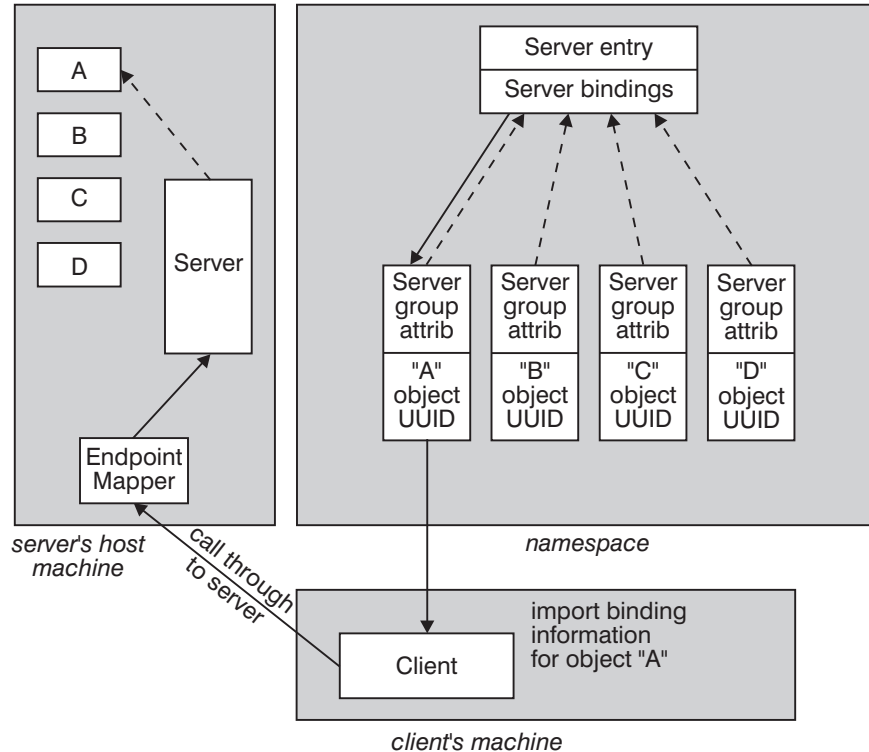 A
B
C
D
Server
Endpoint
Mapper
server's host
machine
Server entry
Server bindings
Server
group
attrib
"A"
object
UUID
Server
group
attrib
"B"
object
UUID
Server
group
attrib
"C"
object
UUID
Server
group
attrib
"D"
object
UUID
namespace
call through
to server
Client
import binding
information
for object "A"
client's machine